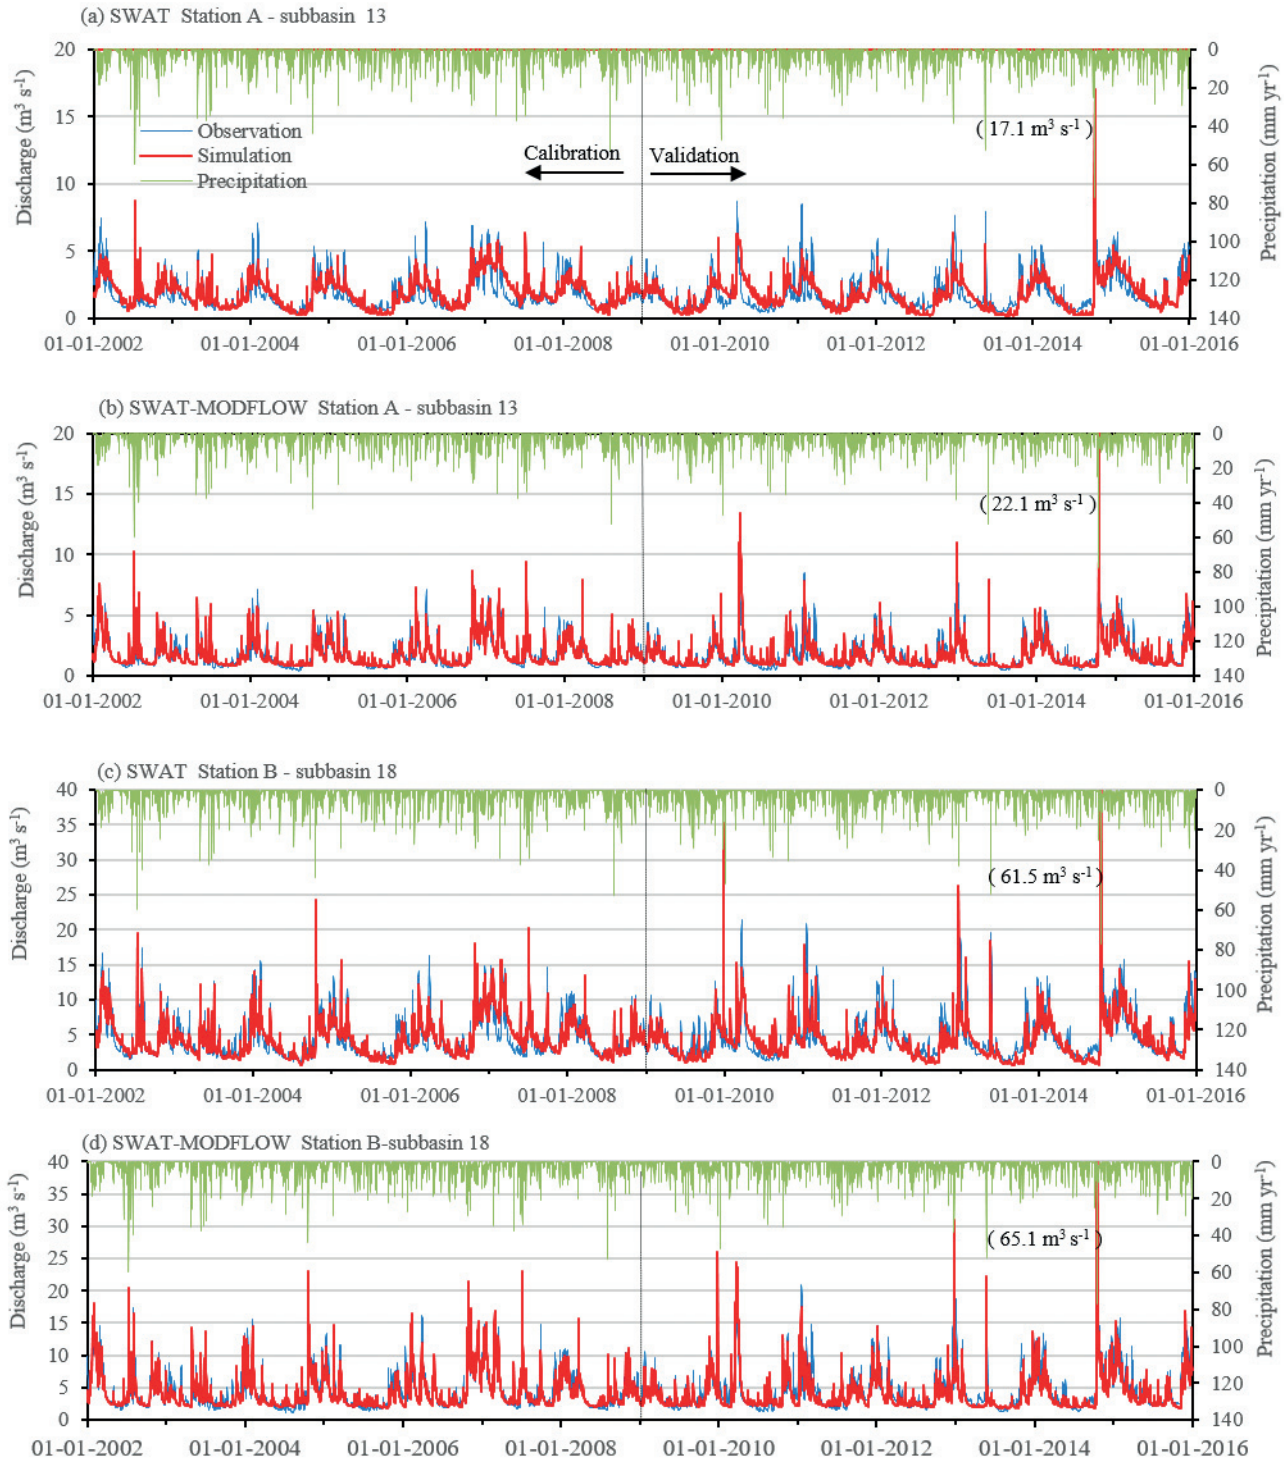 (a) SWAT Station A - subbasin 13
20
15
10
5
0
Discharge (m³ s⁻¹)
Observation
Simulation
Precipitation
Calibration
Validation
( 17.1 m³ s⁻¹ )
0
20
40
60
80
100
120
140
Precipitation (mm yr⁻¹)
01-01-2002 01-01-2004 01-01-2006 01-01-2008 01-01-2010 01-01-2012 01-01-2014 01-01-2016
(b) SWAT-MODFLOW Station A - subbasin 13
20
15
10
5
0
Discharge (m³ s⁻¹)
( 22.1 m³ s⁻¹ )
0
20
40
60
80
100
120
140
Precipitation (mm yr⁻¹)
01-01-2002 01-01-2004 01-01-2006 01-01-2008 01-01-2010 01-01-2012 01-01-2014 01-01-2016
(c) SWAT Station B - subbasin 18
40
35
30
25
20
15
10
5
0
Discharge (m³ s⁻¹)
( 61.5 m³ s⁻¹ )
0
20
40
60
80
100
120
140
Precipitation (mm yr⁻¹)
01-01-2002 01-01-2004 01-01-2006 01-01-2008 01-01-2010 01-01-2012 01-01-2014 01-01-2016
(d) SWAT-MODFLOW Station B-subbasin 18
40
35
30
25
20
15
10
5
0
Discharge (m³ s⁻¹)
( 65.1 m³ s⁻¹ )
0
20
40
60
80
100
120
140
Precipitation (mm yr⁻¹)
01-01-2002 01-01-2004 01-01-2006 01-01-2008 01-01-2010 01-01-2012 01-01-2014 01-01-2016